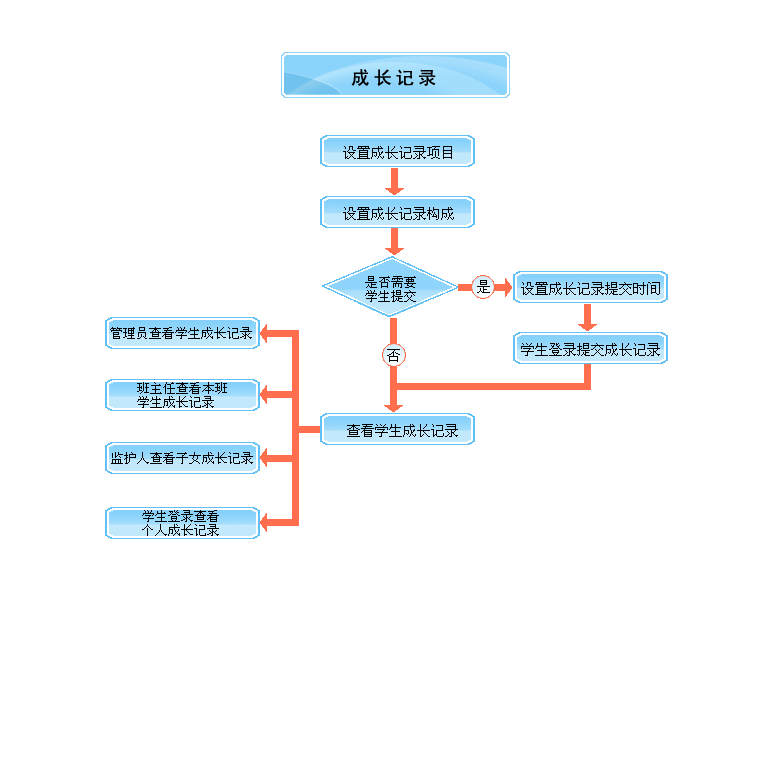 成长记录
设置成长记录项目
设置成长记录构成
是否需要
学生提交
是
设置成长记录提交时间
学生登录提交成长记录
否
查看学生成长记录
管理员查看学生成长记录
班主任查看本班
学生成长记录
监护人查看子女成长记录
学生登录查看
个人成长记录